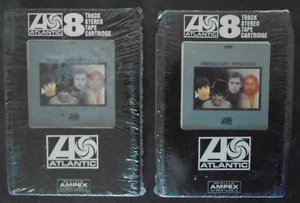 8 TRACK
STEREO
TAPE
CARTRIDGE
ATLANTIC
ATLANTIC
AMPEX
8 TRACK
STEREO
TAPE
CARTRIDGE
ATLANTIC
ATLANTIC
AMPEX